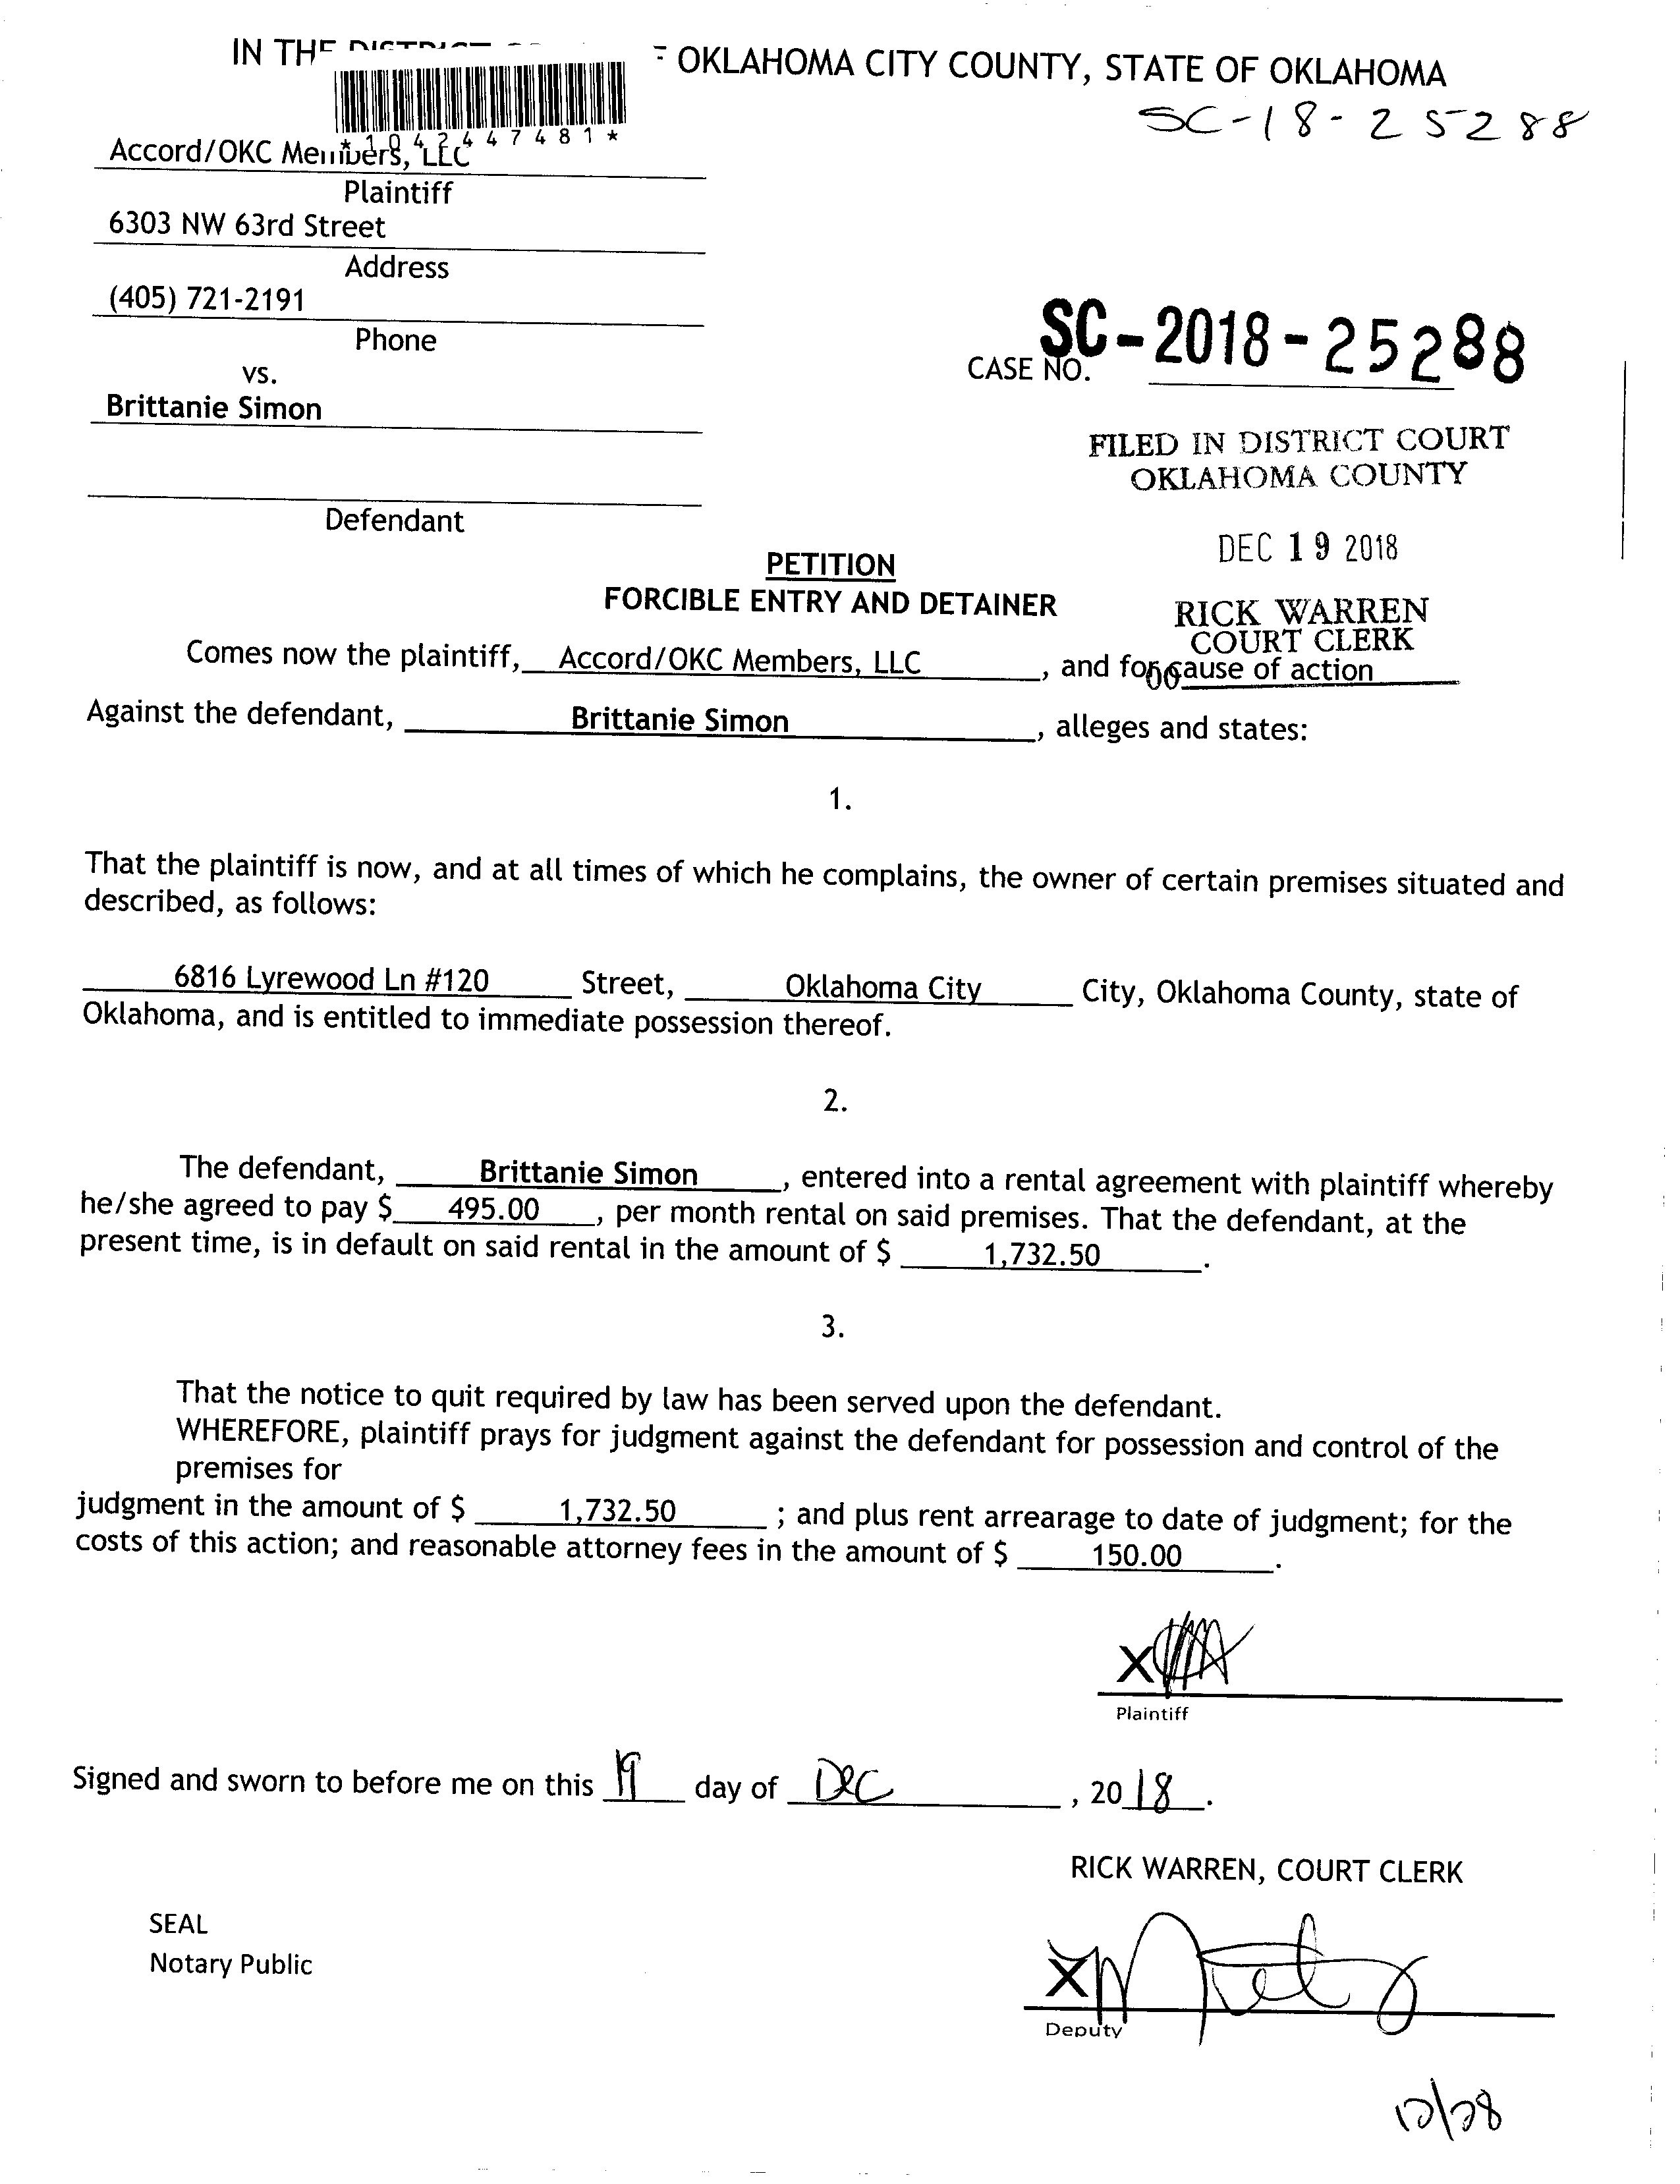 IN THE OKLAHOMA CITY COUNTY, STATE OF OKLAHOMA
SC-18-25288
*1042447481*
Accord/OKC Members, LLC
Plaintiff
6303 NW 63rd Street
Address
(405) 721-2191
Phone
vs.
CASE NO. SC-2018-25288
Brittanie Simon
FILED IN DISTRICT COURT
OKLAHOMA COUNTY
Defendant
DEC 19 2018
PETITION
FORCIBLE ENTRY AND DETAINER
RICK WARREN
COURT CLERK
Comes now the plaintiff, Accord/OKC Members, LLC, and for cause of action
Against the defendant, Brittanie Simon, alleges and states:
1.
That the plaintiff is now, and at all times of which he complains, the owner of certain premises situated and
described, as follows:
6816 Lyrewood Ln #120 Street, Oklahoma City City, Oklahoma County, state of
Oklahoma, and is entitled to immediate possession thereof.
2.
The defendant, Brittanie Simon, entered into a rental agreement with plaintiff whereby
he/she agreed to pay $ 495.00, per month rental on said premises. That the defendant, at the
present time, is in default on said rental in the amount of $ 1,732.50.
3.
That the notice to quit required by law has been served upon the defendant.
WHEREFORE, plaintiff prays for judgment against the defendant for possession and control of the
premises for
judgment in the amount of $ 1,732.50 ; and plus rent arrearage to date of judgment; for the
costs of this action; and reasonable attorney fees in the amount of $ 150.00.
X
Plaintiff
Signed and sworn to before me on this 19 day of Dec, 2018.
RICK WARREN, COURT CLERK
SEAL
Notary Public
X
Deputy
12/28